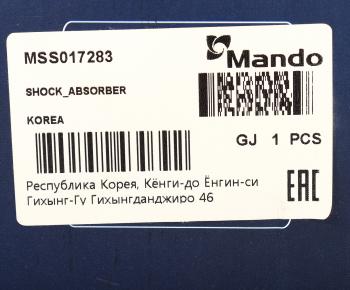 MSS017283
Mando
SHOCK_ABSORBER
KOREA
GJ 1 PCS
Республика Корея, Кёнги-до Ёнгин-си
Гихынг-Гу Гихынгданджиро 46
EAC